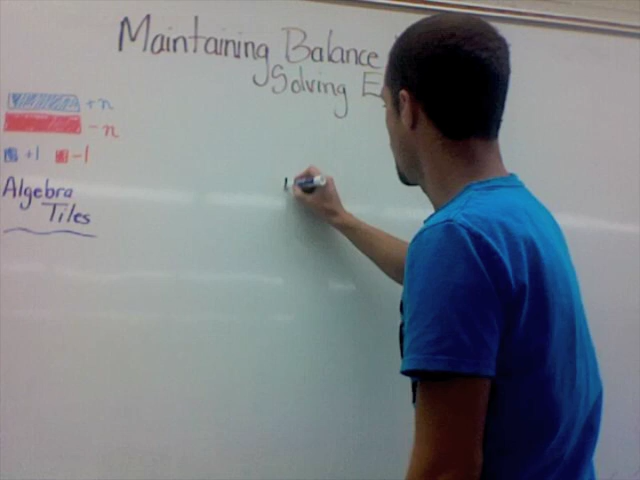 Maintaining Balance
Solving E
+n
-n
+1 -1
Algebra
Tiles